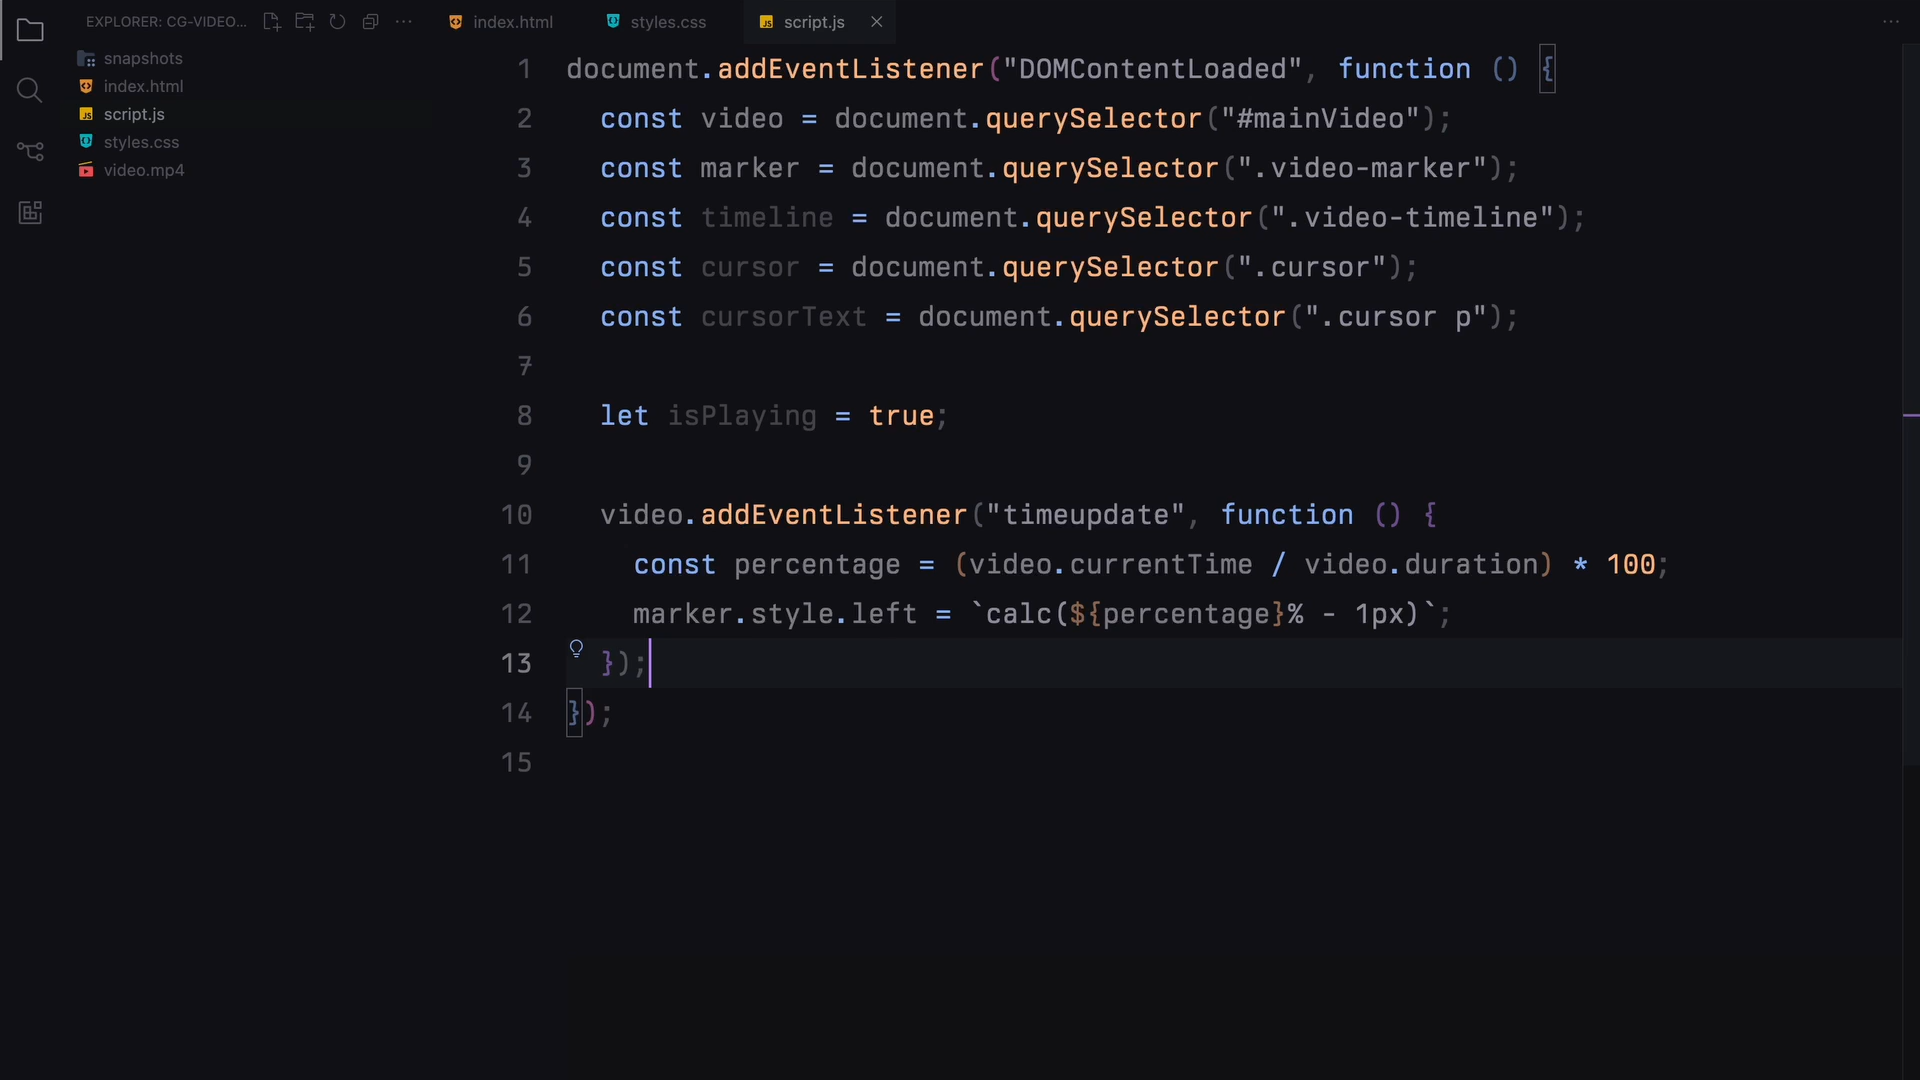 EXPLORER: CG-VIDEO...
snapshots
index.html
script.js
styles.css
video.mp4
index.html
styles.css
script.js
1 document.addEventListener("DOMContentLoaded", function () {
2 const video = document.querySelector("#mainVideo");
3 const marker = document.querySelector(".video-marker");
4 const timeline = document.querySelector(".video-timeline");
5 const cursor = document.querySelector(".cursor");
6 const cursorText = document.querySelector(".cursor p");
7
8 let isPlaying = true;
9
10 video.addEventListener("timeupdate", function () {
11 const percentage = (video.currentTime / video.duration) * 100;
12 marker.style.left = `calc(${percentage}% - 1px)`;
13 });
14 });
15